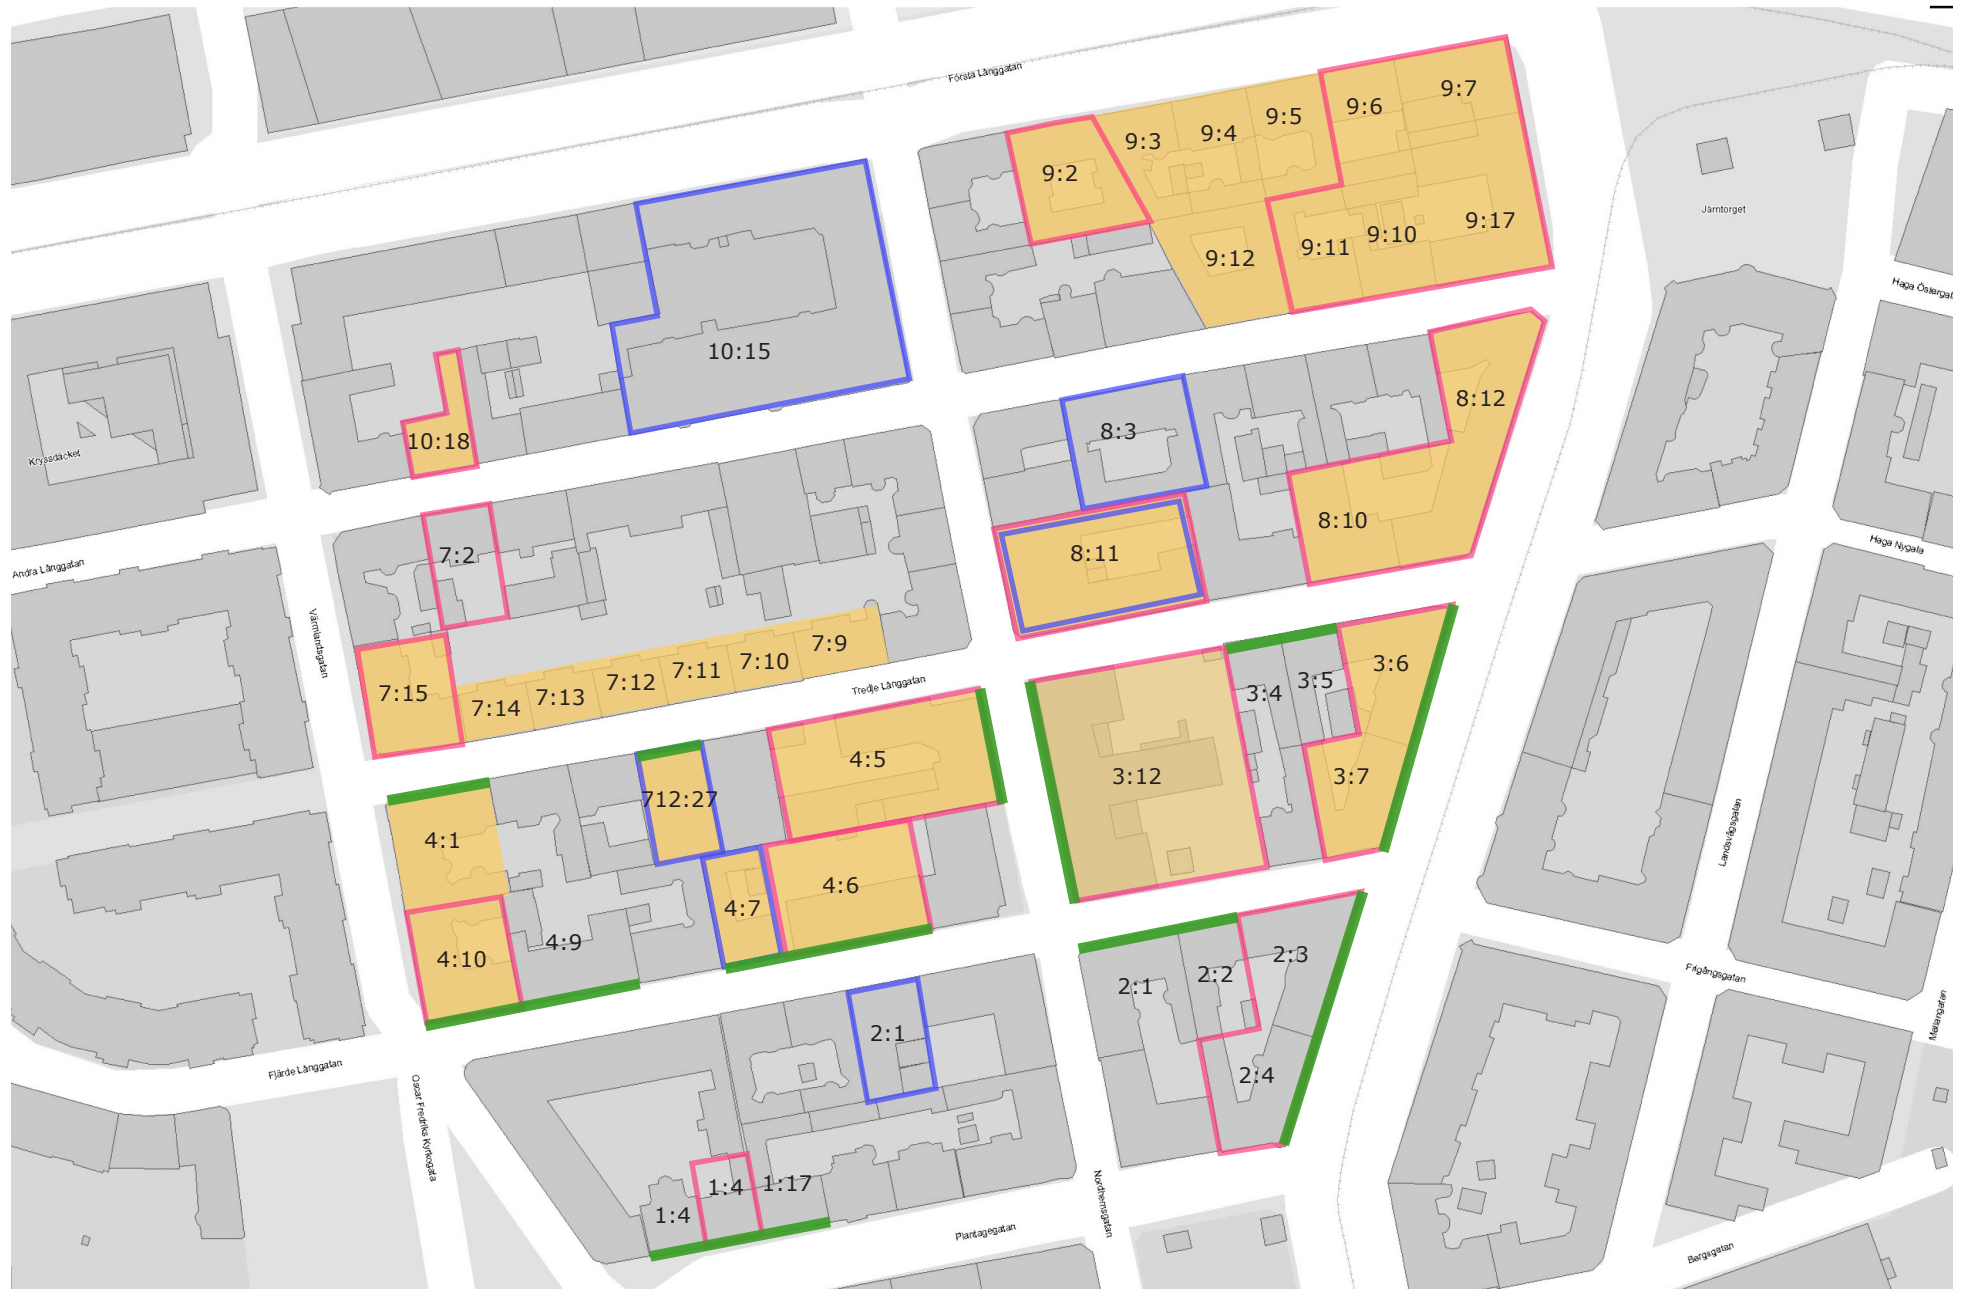 Första Långgatan
9:7
9:6
9:5
9:4
9:3
9:2
Järntorget
9:17
9:10
9:11
9:12
Haga Östergat
10:15
8:12
8:3
10:18
Kryssdäcket
8:10
Haga Nygata
8:11
7:2
Andra Långgatan
Värmlandsgatan
7:9
7:10
7:11
7:12
7:13
7:14
7:15
Tredje Långgatan
3:6
3:5
3:4
4:5
3:12
3:7
712:27
Landsvägsgatan
4:1
4:6
4:7
4:9
4:10
2:3
2:2
2:1
Frigångsgatan
Mellangatan
2:1
Fjärde Långgatan
2:4
Oscar Fredriks Kyrkogata
1:17
1:4
1:4
Nordhemsgatan
Plantagegatan
Bergsgatan